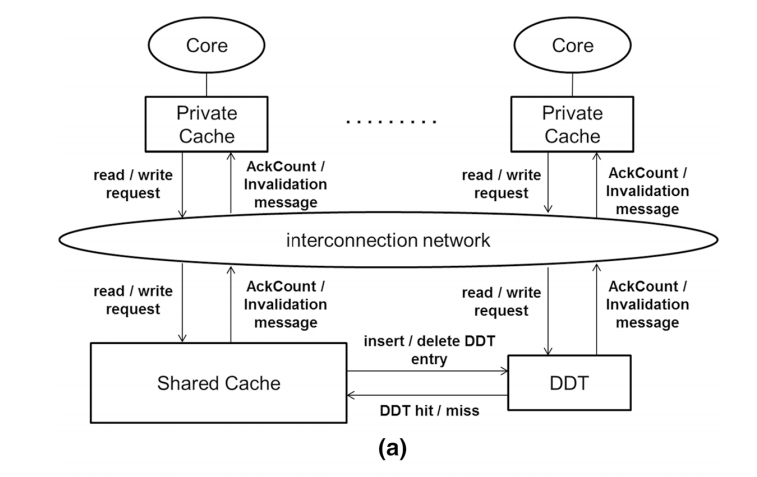 Core
Core
Private
Cache
. . . . . . . . .
Private
Cache
read / write
request
AckCount /
Invalidation
message
read / write
request
AckCount /
Invalidation
message
interconnection network
read / write
request
AckCount /
Invalidation
message
read / write
request
AckCount /
Invalidation
message
Shared Cache
insert / delete DDT
entry
DDT hit / miss
DDT
(a)